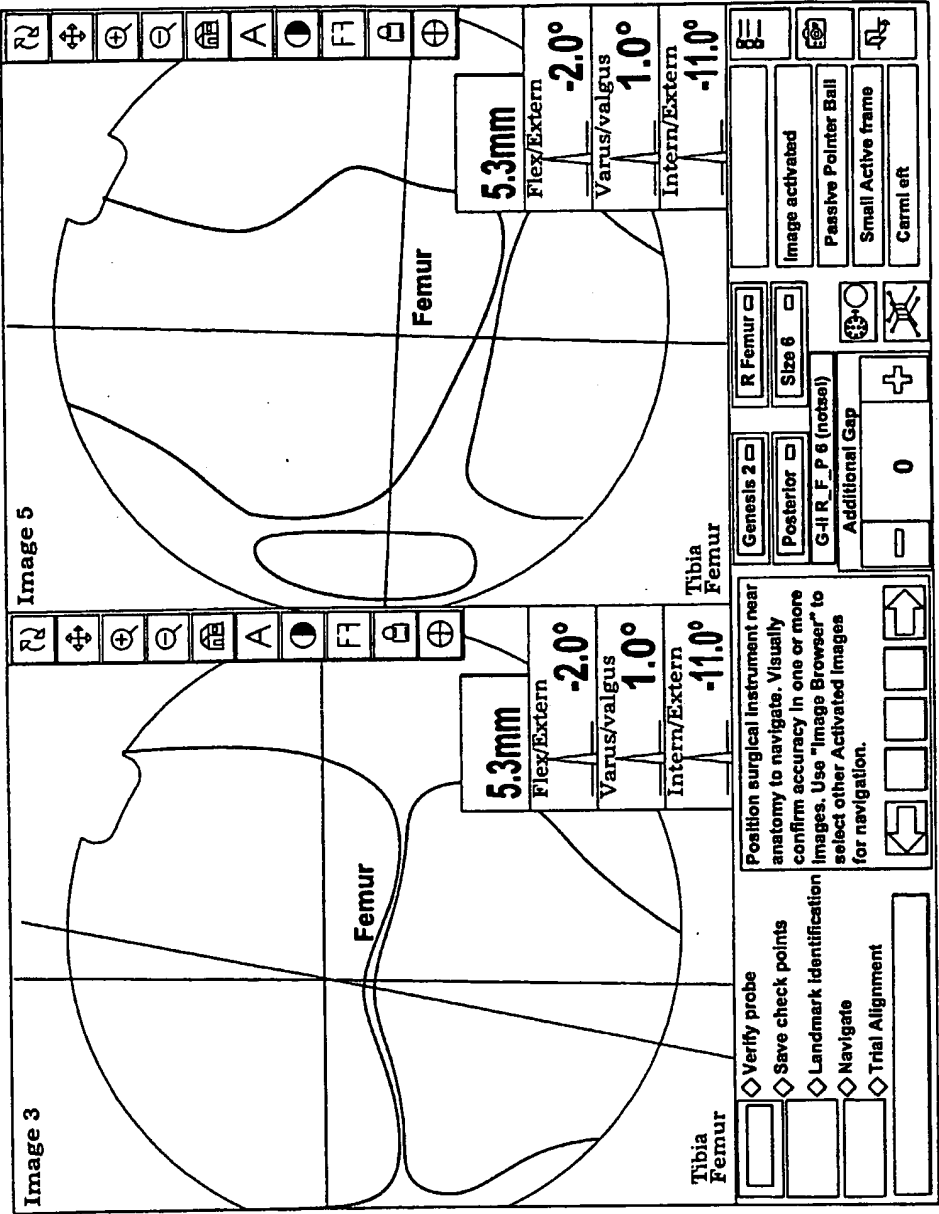 Image 3
Femur
5.3mm
Flex/Extern
-2.0°
Varus/valgus
1.0°
Intern/Extern
-11.0°
Tibia
Femur
Image 5
Femur
5.3mm
Flex/Extern
-2.0°
Varus/valgus
1.0°
Intern/Extern
-11.0°
Tibia
Femur
Verify probe
Save check points
Landmark identification
Navigate
Trial Alignment
Position surgical instrument near
anatomy to navigate. Visually
confirm accuracy in one or more
images. Use "Image Browser" to
select other Activated Images
for navigation.
Genesis 2
R Femur
Posterior
Size 6
G-II R_F_P 6 (notsel)
Additional Gap
0
Image activated
Passive Pointer Ball
Small Active frame
Carml eft